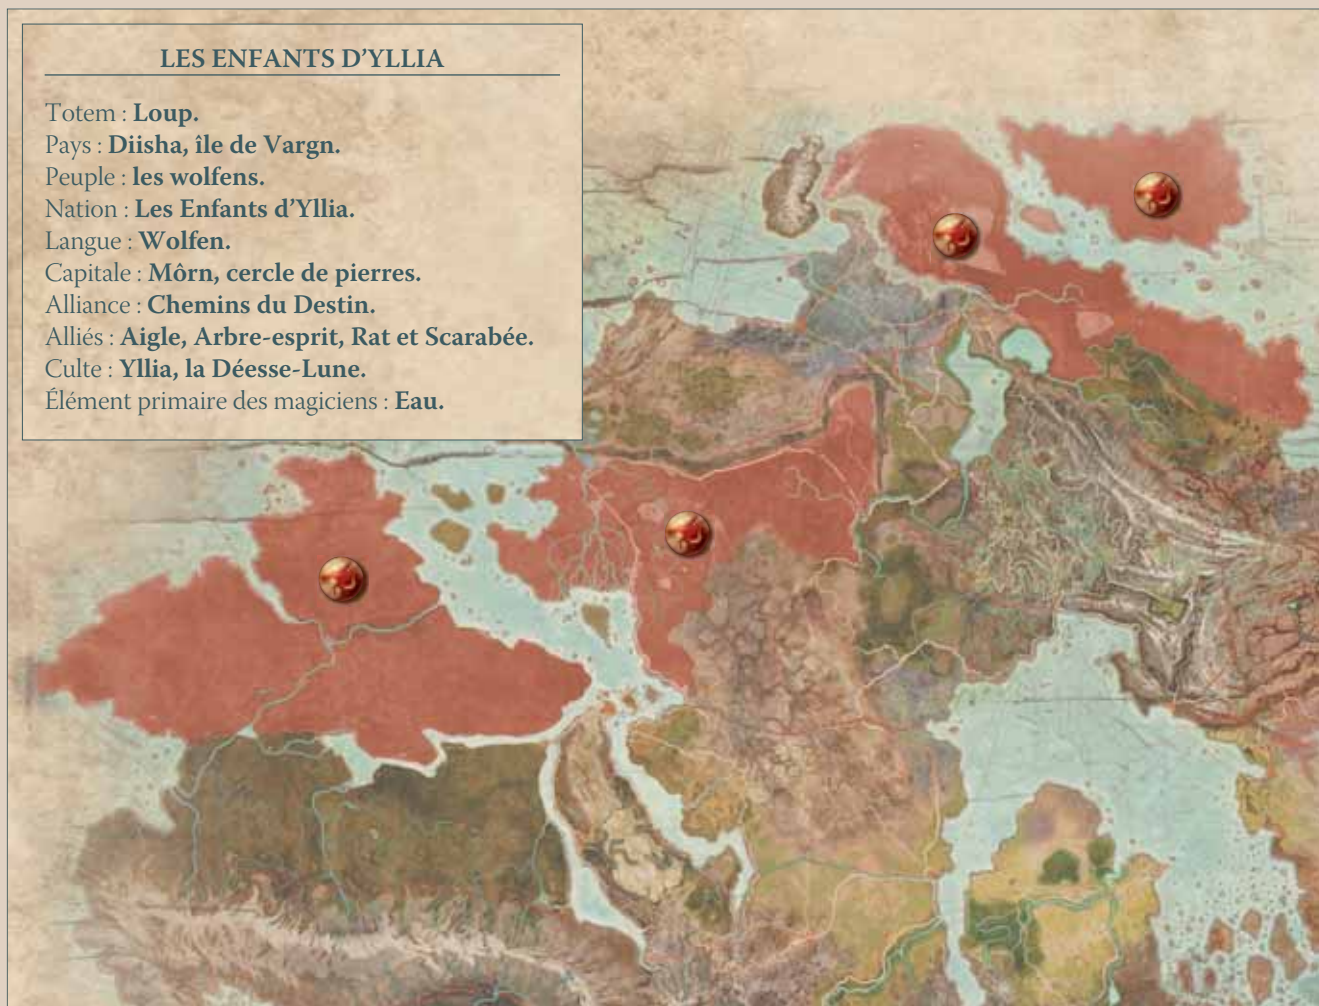 LES ENFANTS D’YLLIA
Totem : Loup.
Pays : Diisha, île de Vargn.
Peuple : les wolfens.
Nation : Les Enfants d’Yllia.
Langue : Wolfen.
Capitale : Môrn, cercle de pierres.
Alliance : Chemins du Destin.
Alliés : Aigle, Arbre-esprit, Rat et Scarabée.
Culte : Yllia, la Déesse-Lune.
Élément primaire des magiciens : Eau.